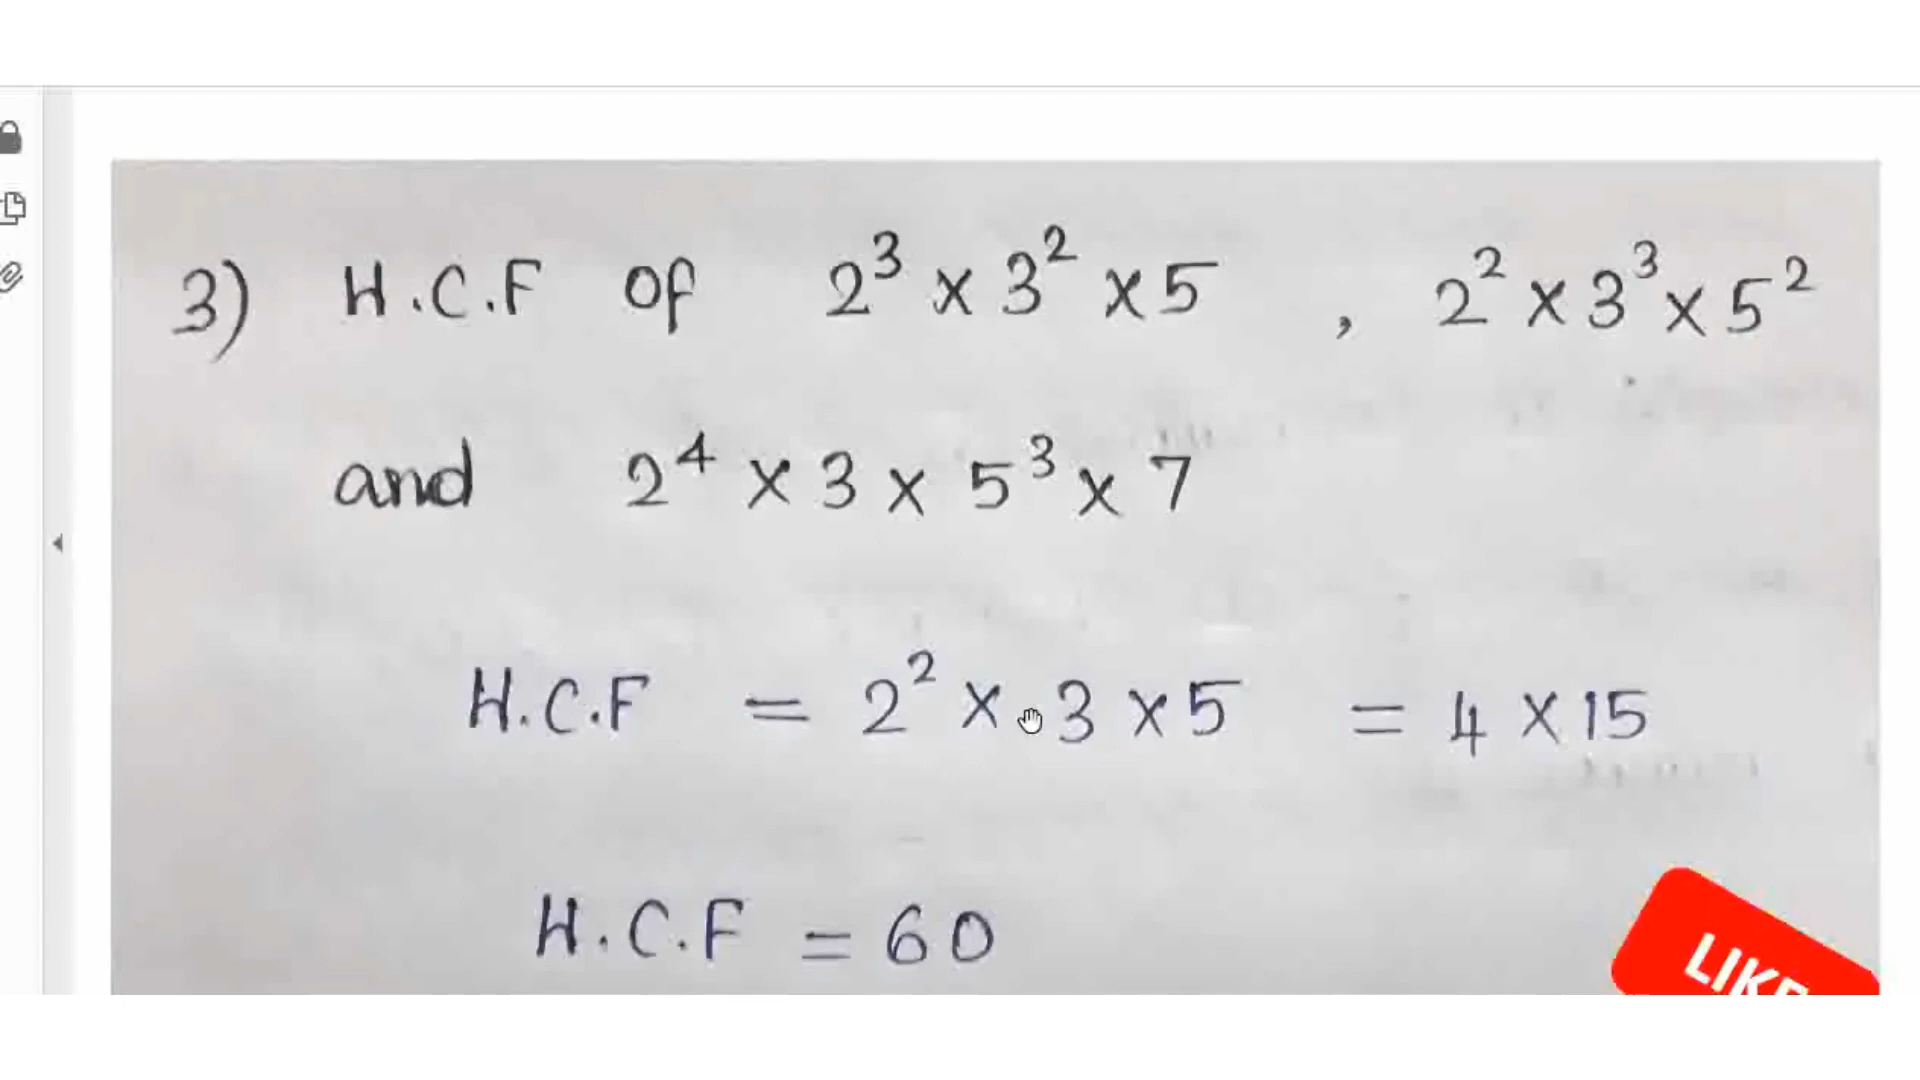 3) H.C.F of 2³ x 3² x 5 , 2² x 3³ x 5²
and 2⁴ x 3 x 5³ x 7
H.C.F = 2² x 3 x 5 = 4 x 15
H.C.F = 60
LIKE